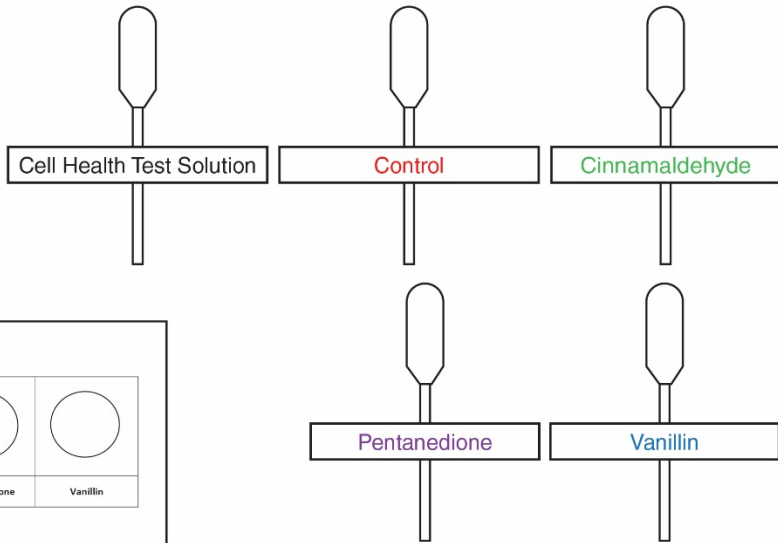 Cell Health Test Solution
Control
Cinnamaldehyde
Pentanedione
Vanillin
Vanillin